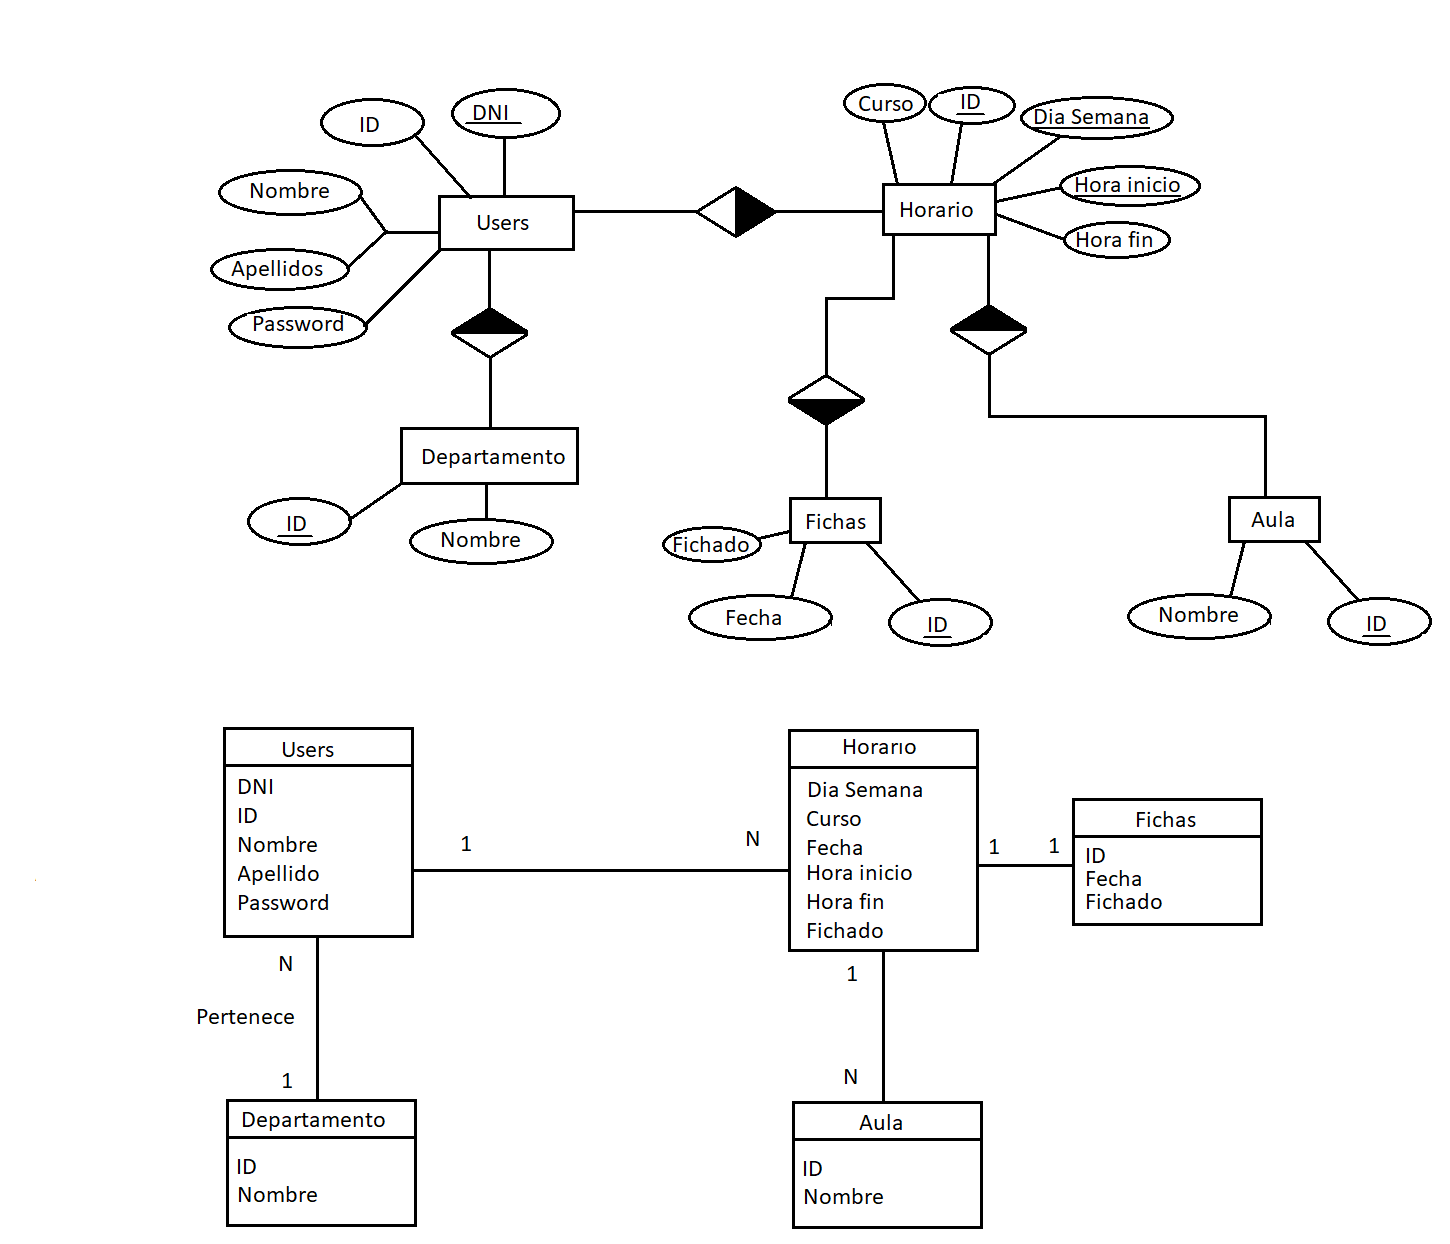 ID
DNI
Nombre
Apellidos
Password
Users
Curso
ID
Dia Semana
Hora inicio
Hora fin
Horario
Departamento
ID
Nombre
Fichas
Fichado
Fecha
ID
Aula
Nombre
ID
Users
DNI
ID
Nombre
Apellido
Password
1
N
Horario
Dia Semana
Curso
Fecha
Hora inicio
Hora fin
Fichado
1
1
Fichas
ID
Fecha
Fichado
N
Pertenece
1
Departamento
ID
Nombre
1
N
Aula
ID
Nombre